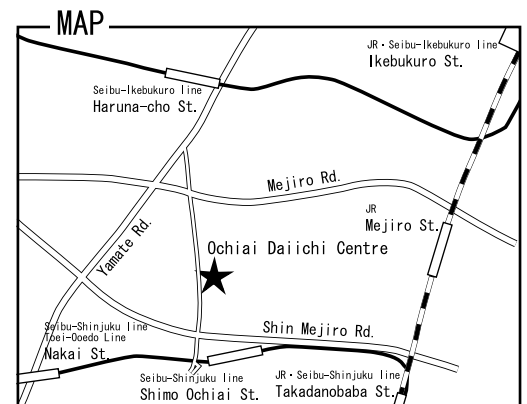 MAP
JR・Seibu-Ikebukuro line
Ikebukuro St.
Seibu-Ikebukuro line
Haruna-cho St.
Mejiro Rd.
JR
Mejiro St.
Yamate Rd.
Ochiai Daiichi Centre
Shin Mejiro Rd.
Seibu-Shinjuku line
Toei-Ooedo Line
Nakai St.
Seibu-Shinjuku line
Shimo Ochiai St.
JR・Seibu-Shinjuku line
Takadanobaba St.